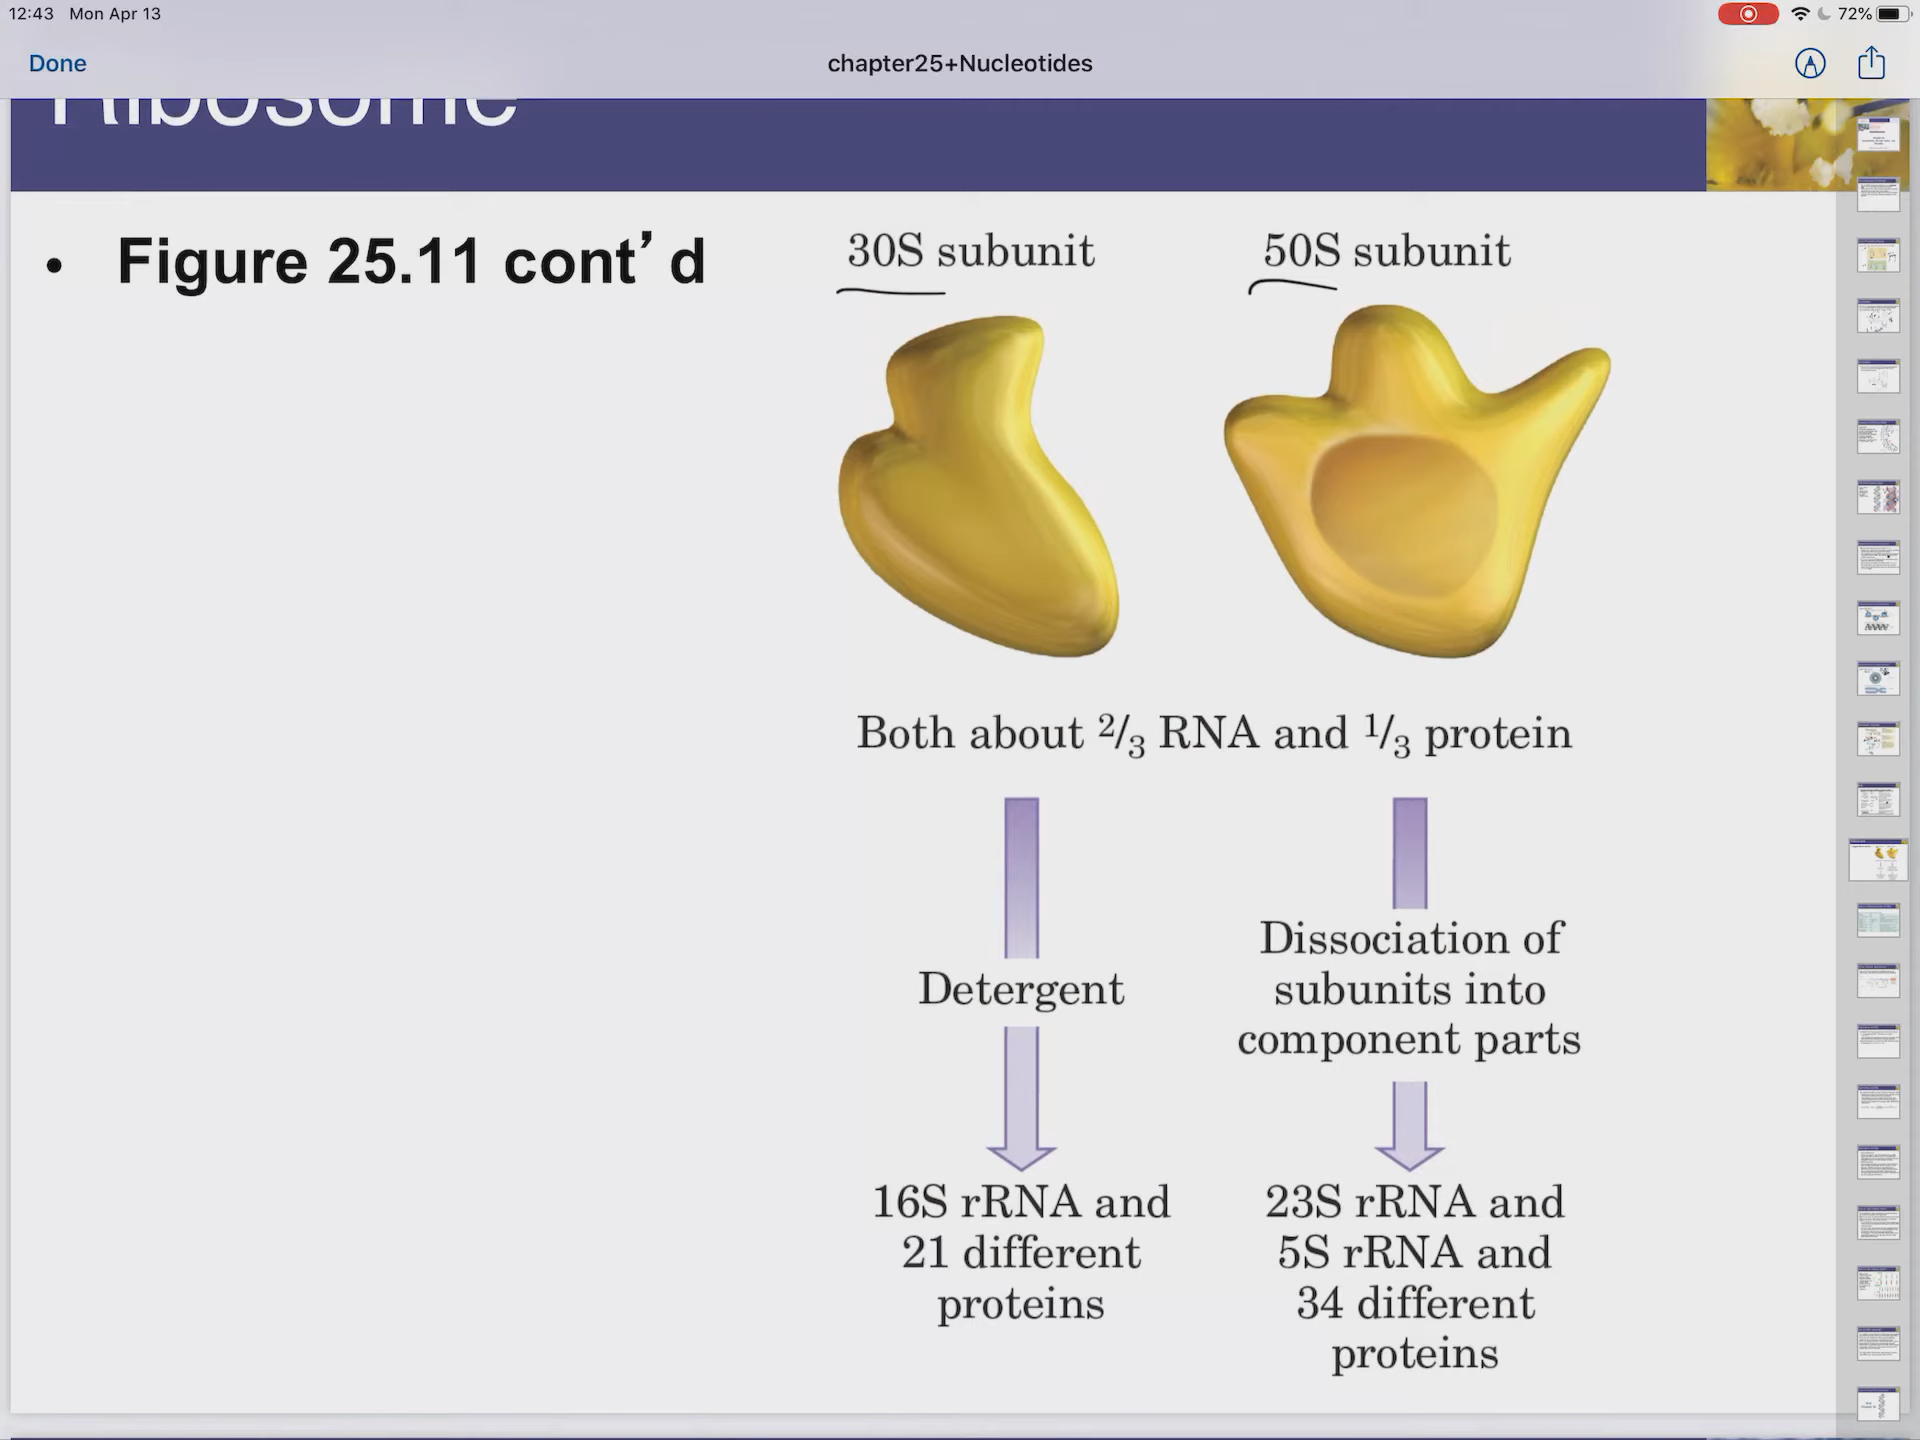 12:43 Mon Apr 13
72%
Done
chapter25+Nucleotides
Ribosome
• Figure 25.11 cont’d
30S subunit
50S subunit
Both about 2/3 RNA and 1/3 protein
Detergent
Dissociation of
subunits into
component parts
16S rRNA and
21 different
proteins
23S rRNA and
5S rRNA and
34 different
proteins